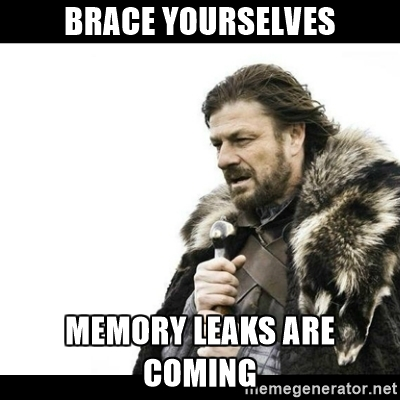 BRACE YOURSELVES
MEMORY LEAKS ARE
COMING
memegenerator.net